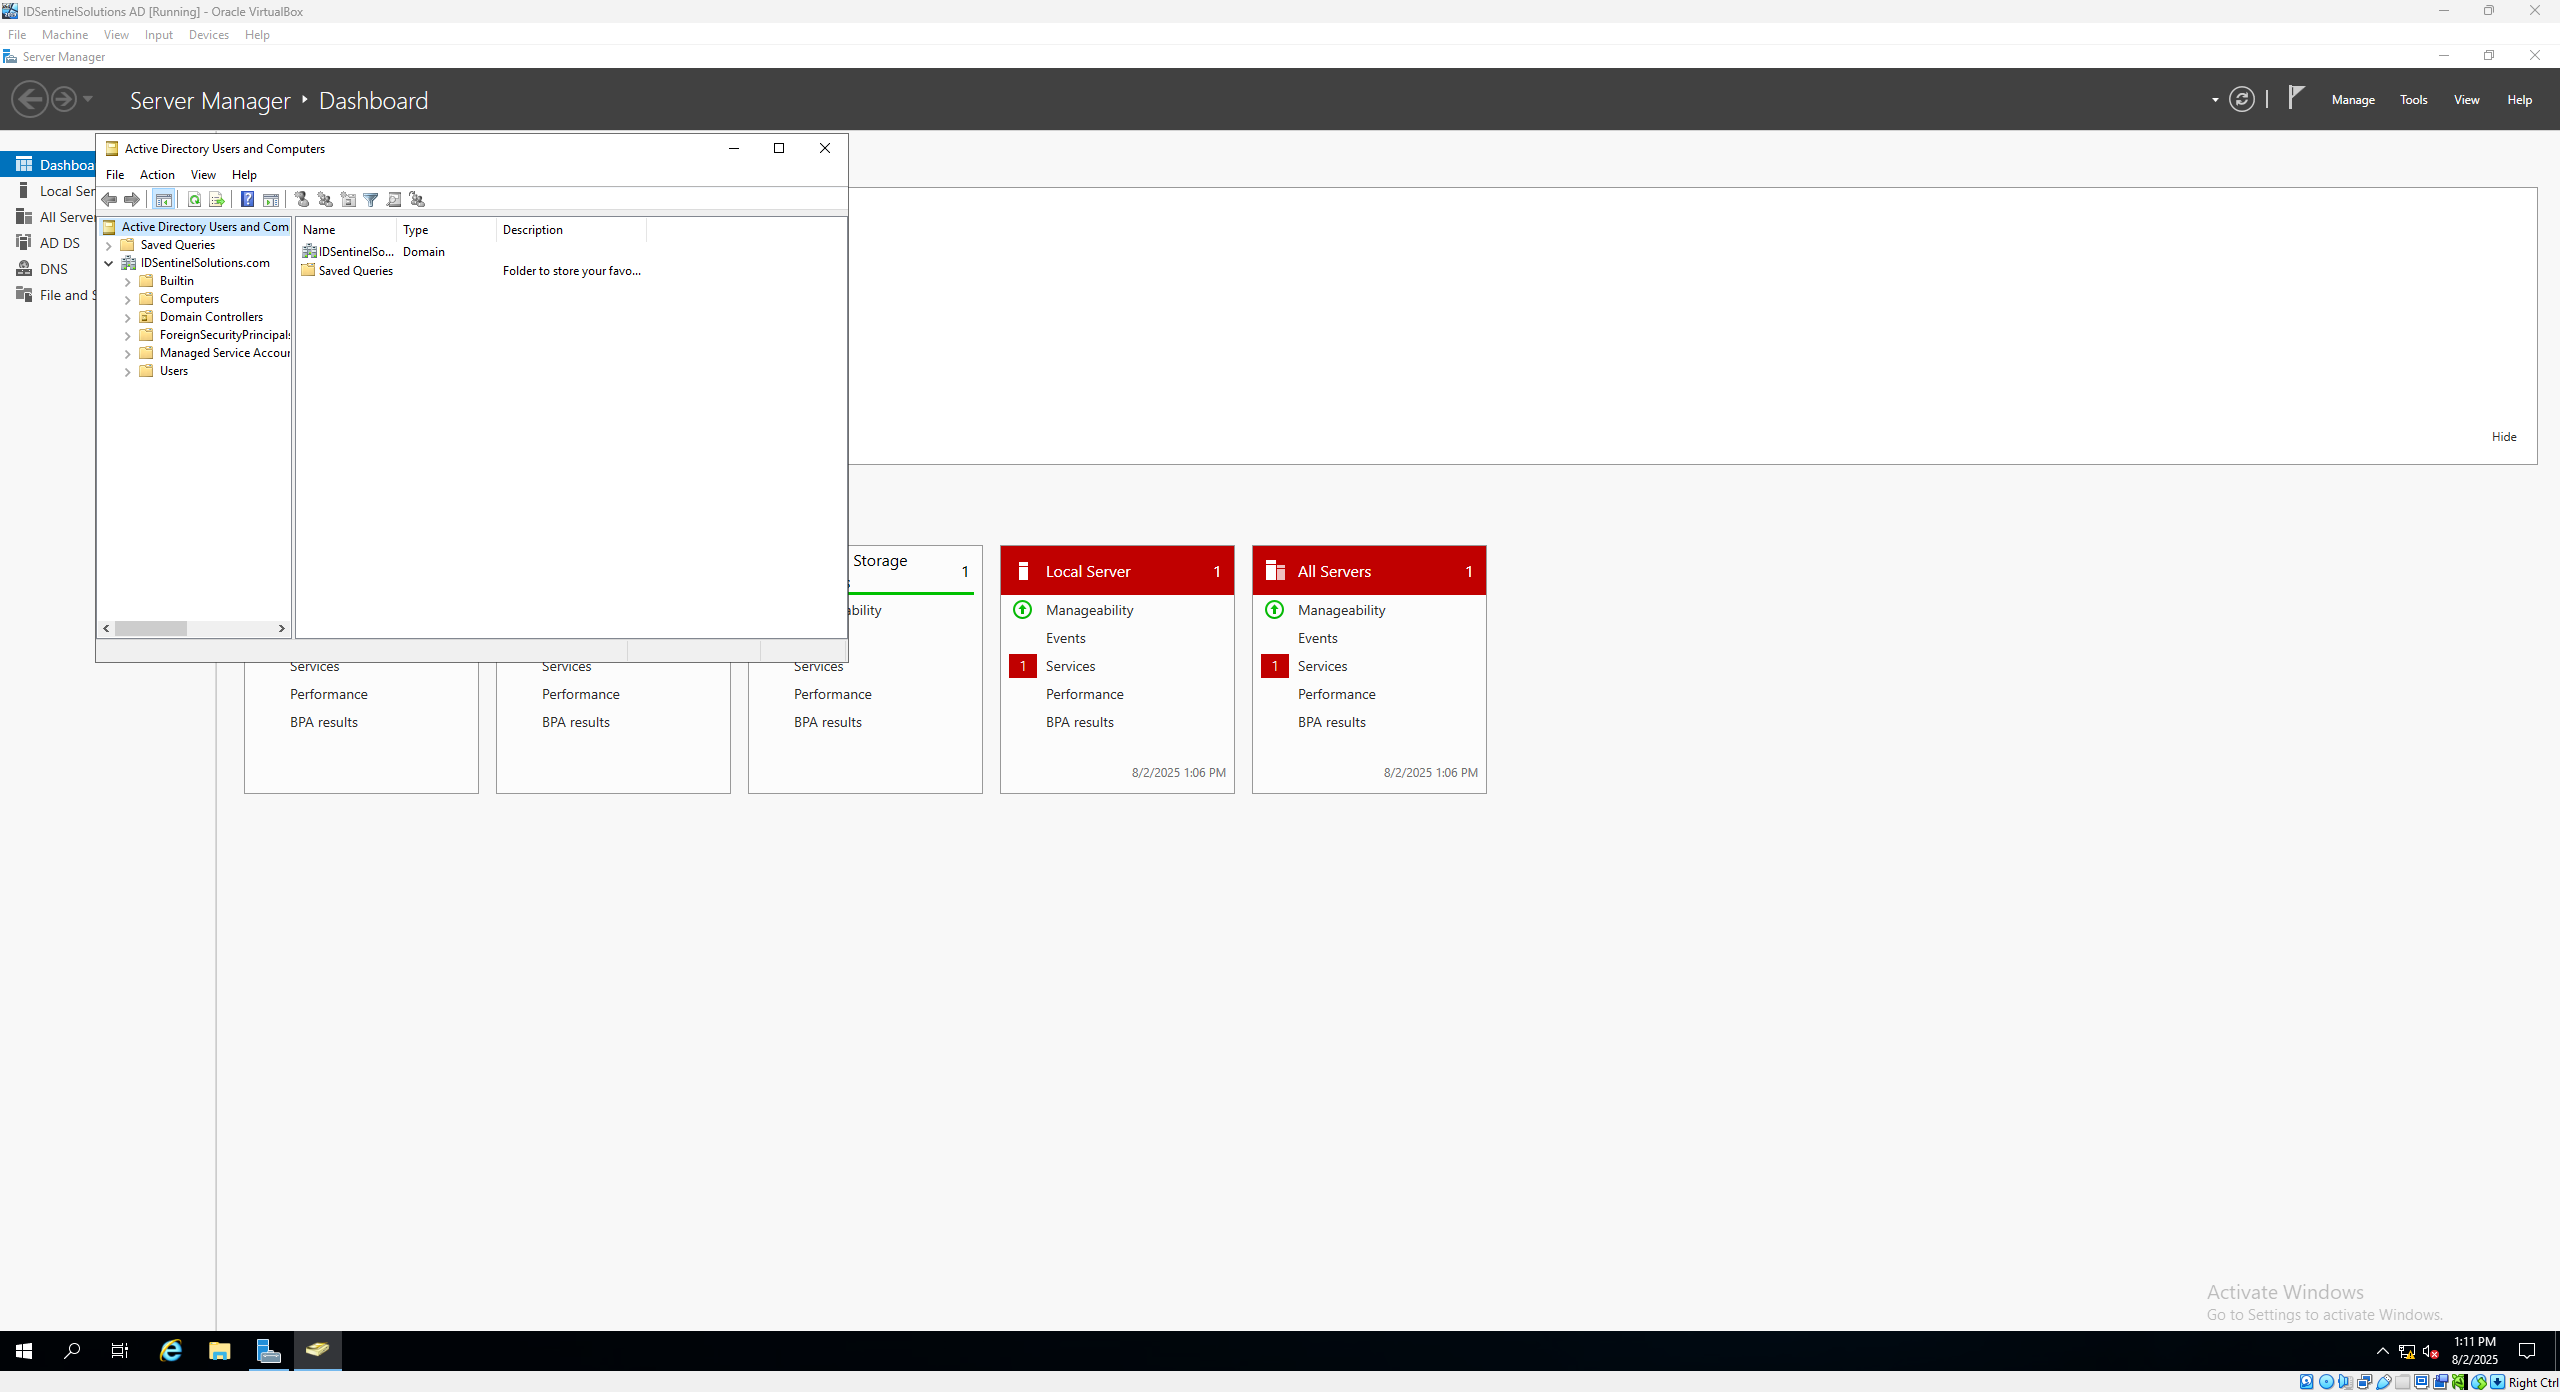 IDSentinelSolutions AD [Running] - Oracle VirtualBox
File Machine View Input Devices Help
Server Manager
Server Manager Dashboard
Manage Tools View Help
Dashboa
Local Ser
All Server
AD DS
DNS
File and S
Active Directory Users and Computers
File Action View Help
Active Directory Users and Com
Saved Queries
IDSentinelSolutions.com
Builtin
Computers
Domain Controllers
ForeignSecurityPrincipals
Managed Service Accour
Users
Name Type Description
IDSentinelSo... Domain
Saved Queries Folder to store your favo...
Hide
Services
Performance
BPA results
Services
Performance
BPA results
Storage 1
s
ability
Services
Performance
BPA results
Local Server 1
Manageability
Events
1 Services
Performance
BPA results
8/2/2025 1:06 PM
All Servers 1
Manageability
Events
1 Services
Performance
BPA results
8/2/2025 1:06 PM
Activate Windows
Go to Settings to activate Windows.
1:11 PM
8/2/2025
Right Ctrl